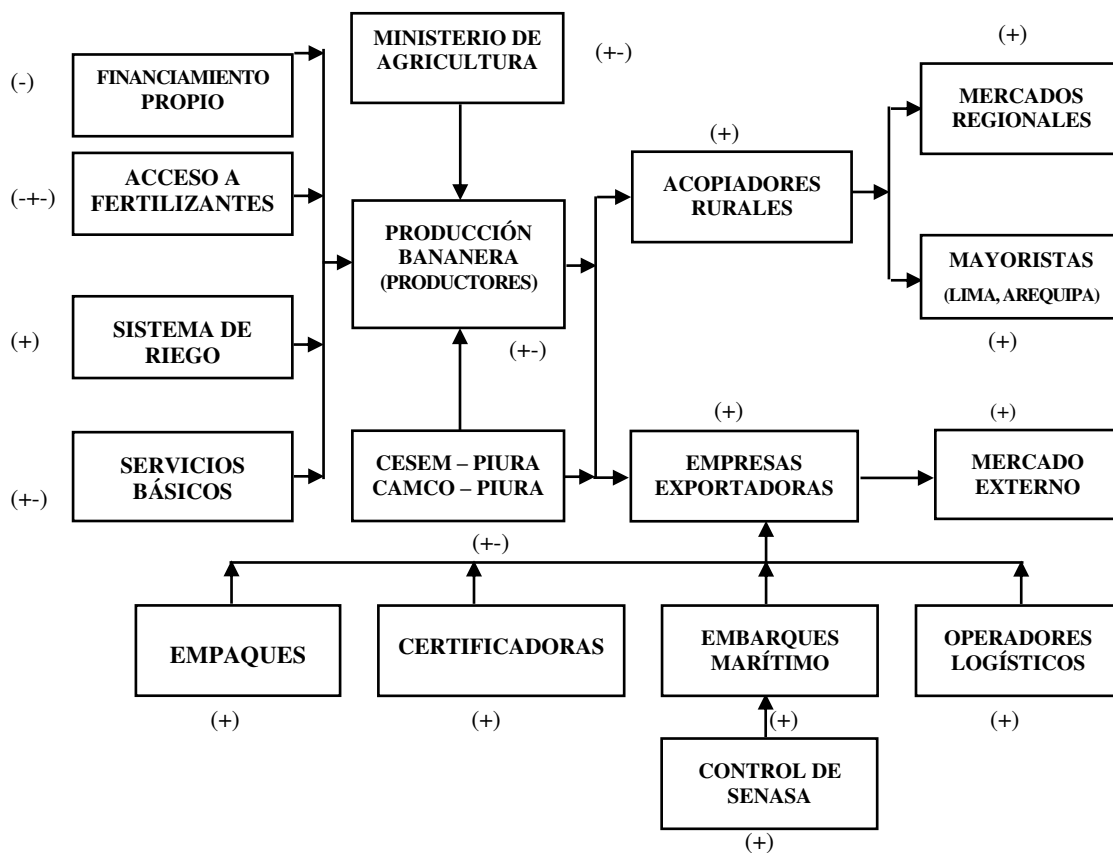 MINISTERIO DE
AGRICULTURA
(+-)
(+)
(-)
FINANCIAMIENTO
PROPIO
MERCADOS
REGIONALES
(+)
ACCESO A
FERTILIZANTES
(-+-)
ACOPIADORES
RURALES
PRODUCCIÓN
BANANERA
(PRODUCTORES)
MAYORISTAS
(LIMA, AREQUIPA)
(+)
SISTEMA DE
RIEGO
(+-)
(+)
(+)
(+)
SERVICIOS
BÁSICOS
(+-)
CESEM – PIURA
CAMCO – PIURA
EMPRESAS
EXPORTADORAS
MERCADO
EXTERNO
(+-)
EMPAQUES
CERTIFICADORAS
EMBARQUES
MARÍTIMO
OPERADORES
LOGÍSTICOS
(+)
(+)
(+)
(+)
CONTROL DE
SENASA
(+)